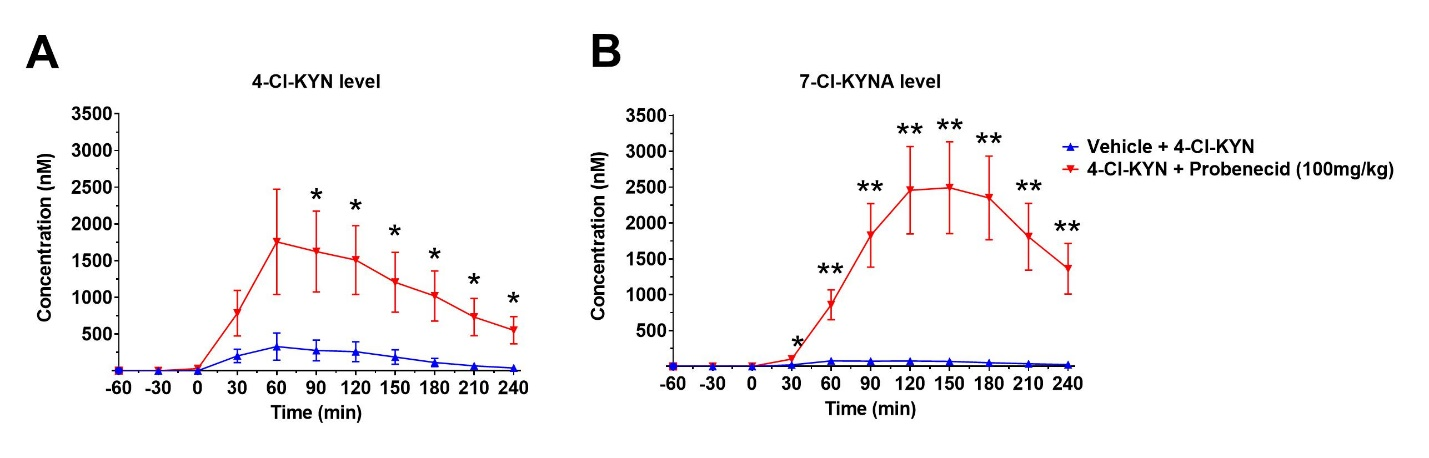 A
4-Cl-KYN level
3500
3000
2500
2000
1500
1000
500
Concentration (nM)
* * * * * *
-60 -30 0 30 60 90 120 150 180 210 240
Time (min)
B
7-Cl-KYNA level
3500
3000
2500
2000
1500
1000
500
Concentration (nM)
* ** ** ** ** ** ** **
-60 -30 0 30 60 90 120 150 180 210 240
Time (min)
Vehicle + 4-Cl-KYN
4-Cl-KYN + Probenecid (100mg/kg)